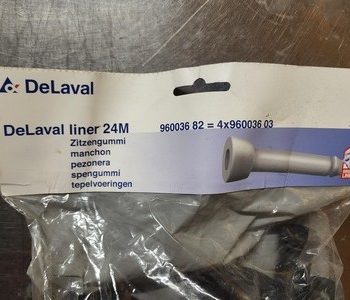 DeLaval
DeLaval liner 24M
960036 82 = 4x960036 03
Zitzengummi
manchon
pezonera
spengummi
tepelvoeringen